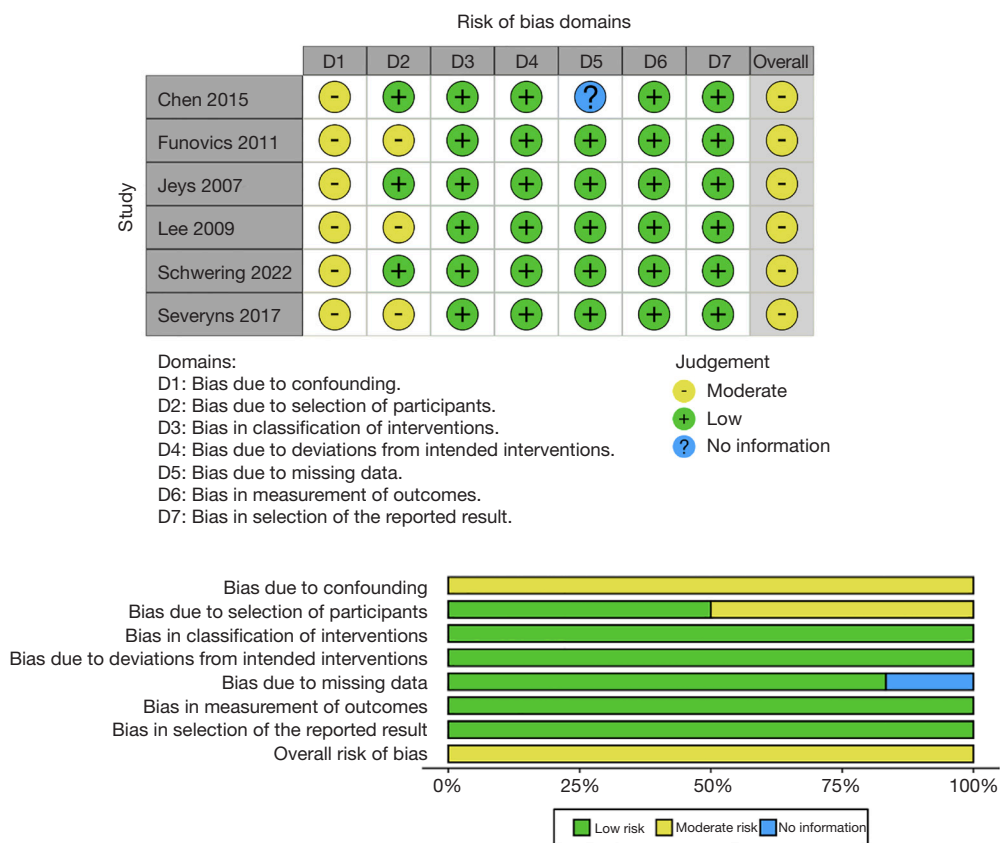 Risk of bias domains
D1 D2 D3 D4 D5 D6 D7 Overall
Study
Chen 2015 - + + + ? + + -
Funovics 2011 - - + + + + + -
Jeys 2007 - + + + + + + -
Lee 2009 - - + + + + + -
Schwering 2022 - + + + + + + -
Severyns 2017 - - + + + + + -
Domains:
D1: Bias due to confounding.
D2: Bias due to selection of participants.
D3: Bias in classification of interventions.
D4: Bias due to deviations from intended interventions.
D5: Bias due to missing data.
D6: Bias in measurement of outcomes.
D7: Bias in selection of the reported result.
Judgement
- Moderate
+ Low
? No information
Bias due to confounding
Bias due to selection of participants
Bias in classification of interventions
Bias due to deviations from intended interventions
Bias due to missing data
Bias in measurement of outcomes
Bias in selection of the reported result
Overall risk of bias
0% 25% 50% 75% 100%
Low risk Moderate risk No information